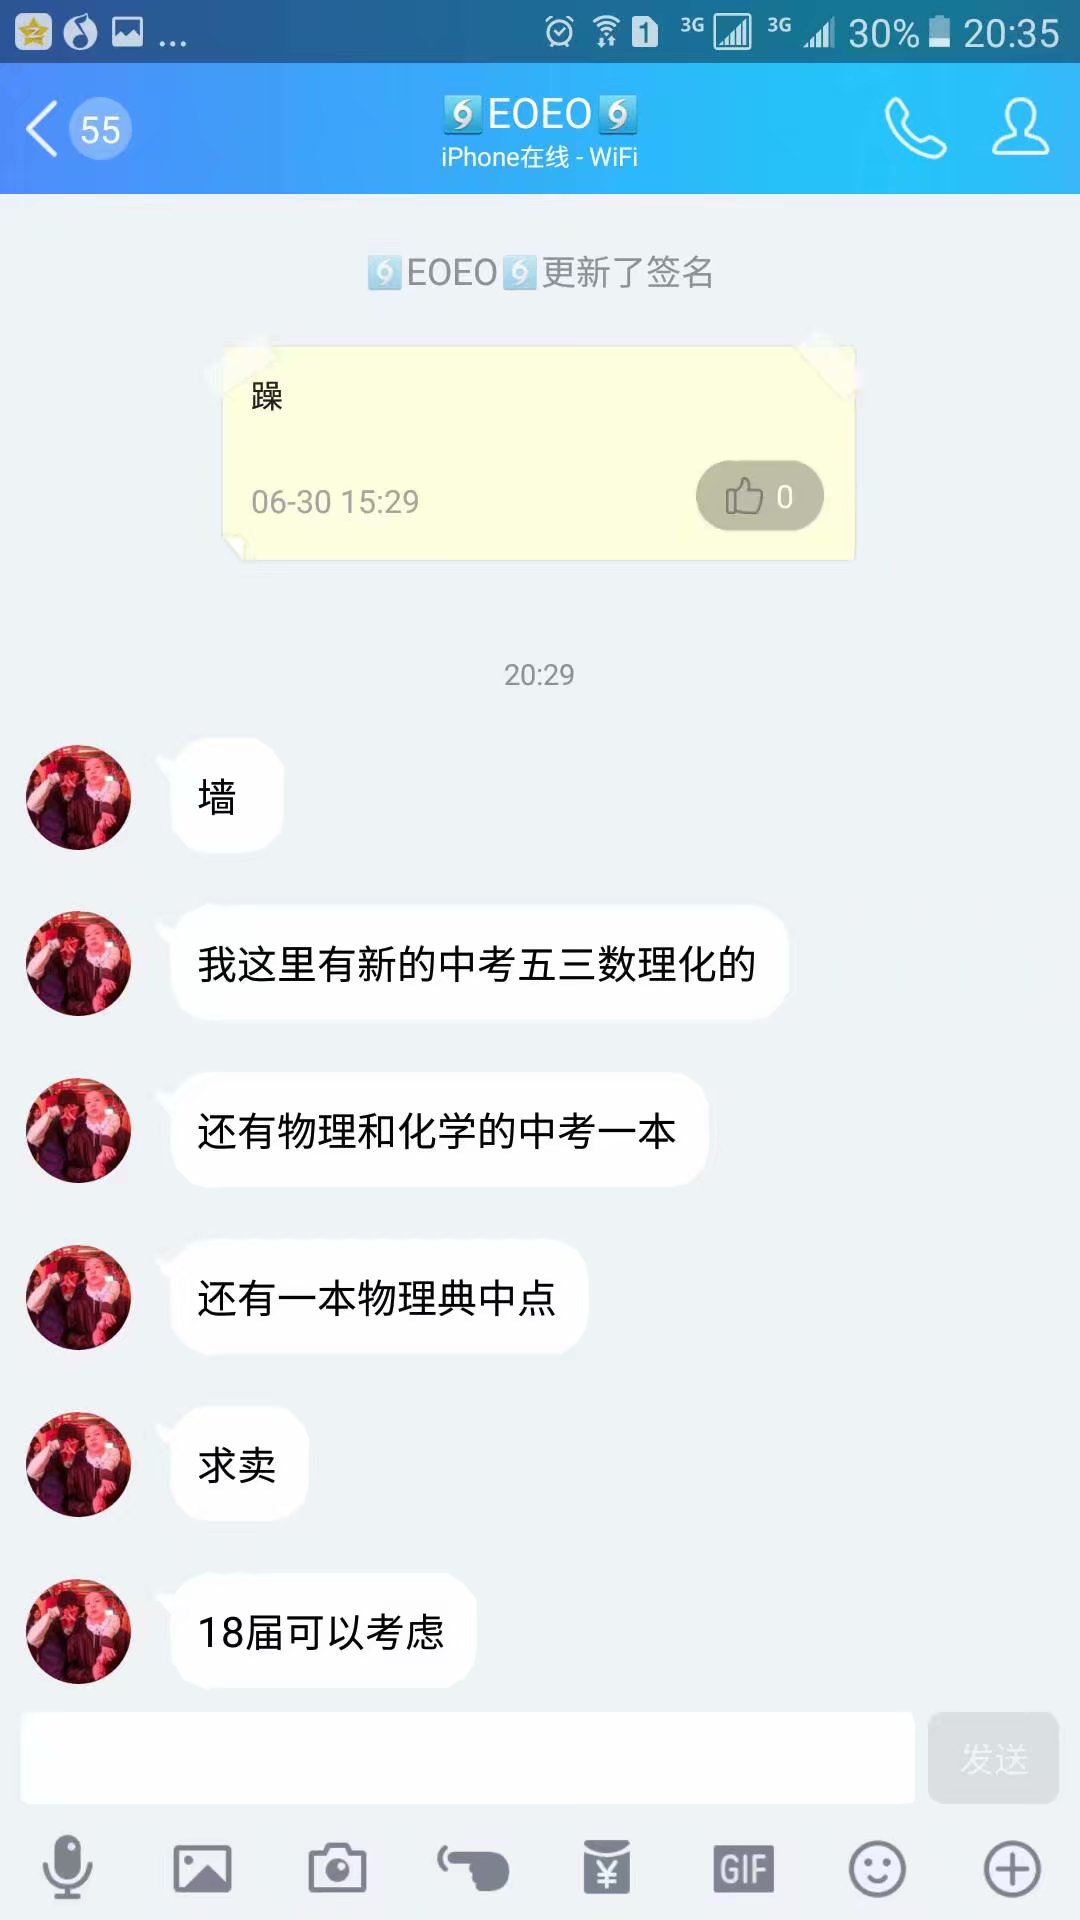 ... 1 3G 3G 30% 20:35
55
EOEO
iPhone在线 - WiFi
EOEO更新了签名
躁
06-30 15:29
0
20:29
墙
我这里有新的中考五三数理化的
还有物理和化学的中考一本
还有一本物理典中点
求卖
18届可以考虑
发送
¥
GIF